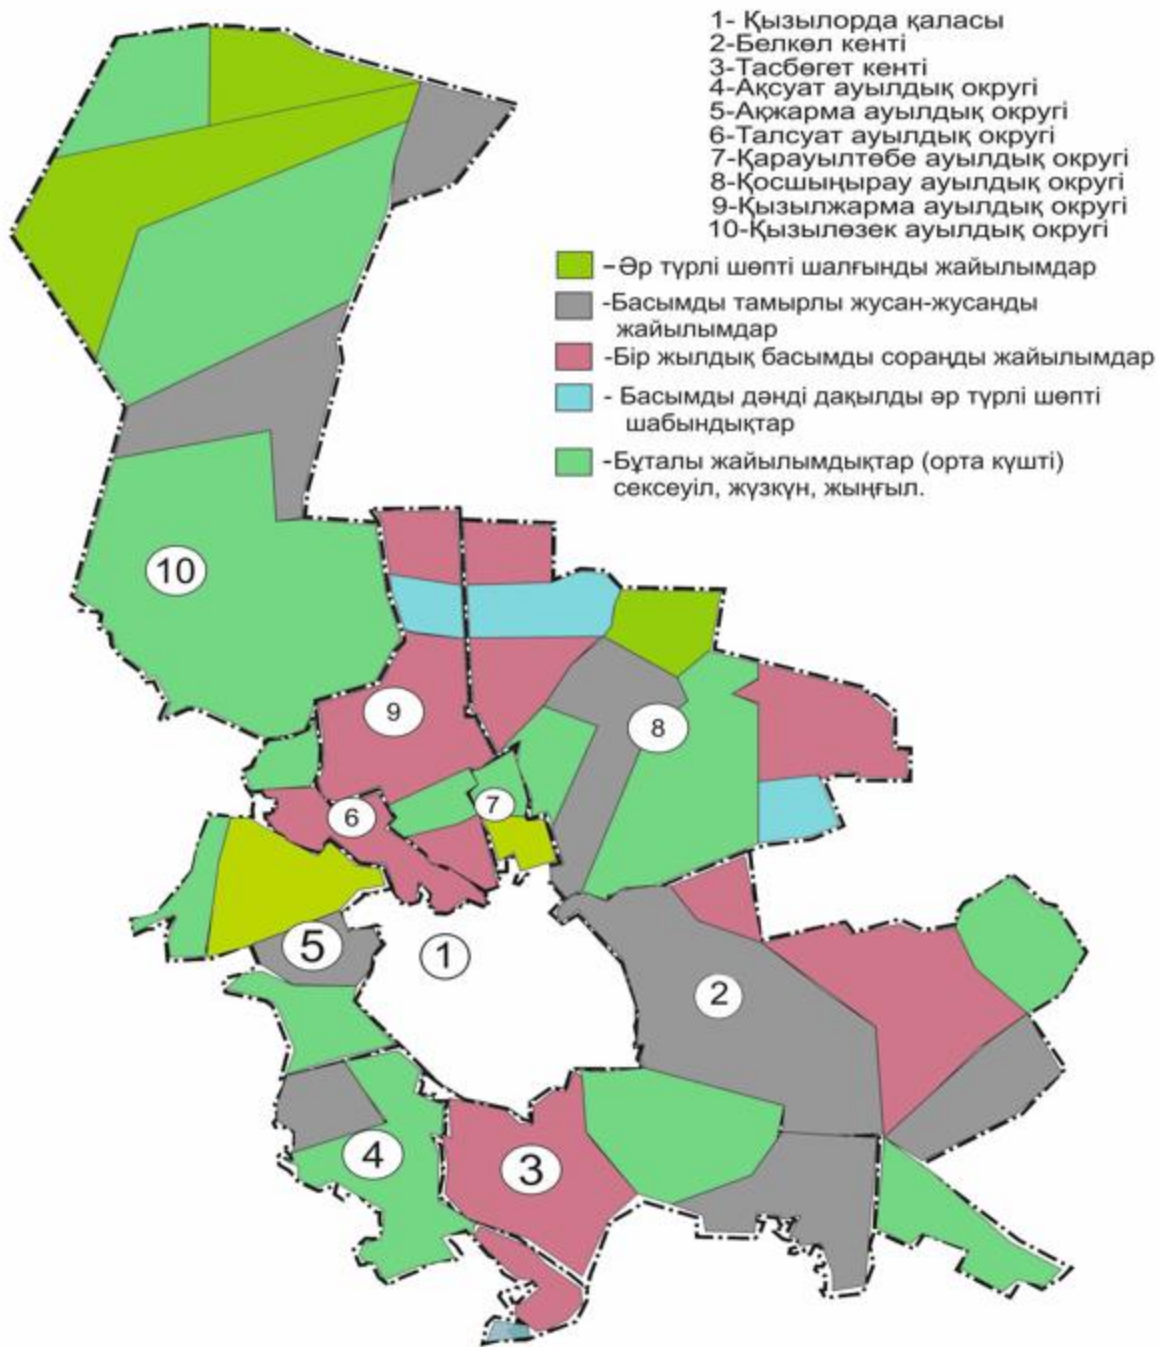 1- Қызылорда қаласы
2-Белкөл кенті
3-Тасбөгет кенті
4-Ақсуат ауылдық округі
5-Ақжарма ауылдық округі
6-Талсуат ауылдық округі
7-Қарауылтөбе ауылдық округі
8-Қосшыңырау ауылдық округі
9-Қызылжарма ауылдық округі
10-Қызылөзек ауылдық округі
–Әр түрлі шөпті шалғынды жайылымдар
-Басымды тамырлы жусан-жусанды
жайылымдар
-Бір жылдық басымды сораңды жайылымдар
- Басымды дәнді дақылды әр түрлі шөпті
шабындықтар
-Бұталы жайылымдықтар (орта күшті)
сексеуіл, жүзкүн, жыңғыл.
10
9
8
7
6
5
1
2
4
3